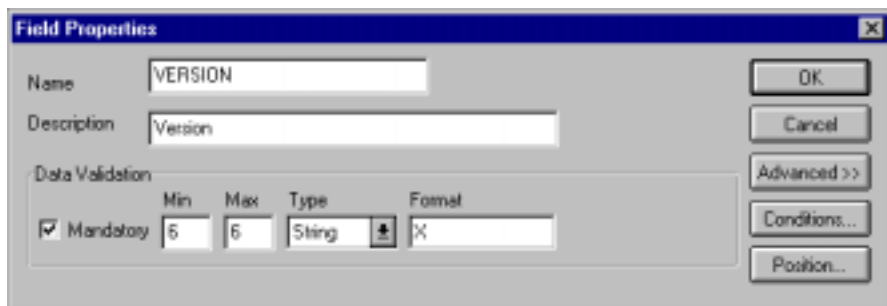 Field Properties
Name VERSION OK
Description Version Cancel
Data Validation Advanced >>
Min Max Type Format
Mandatory 6 6 String X Conditions...
Position...